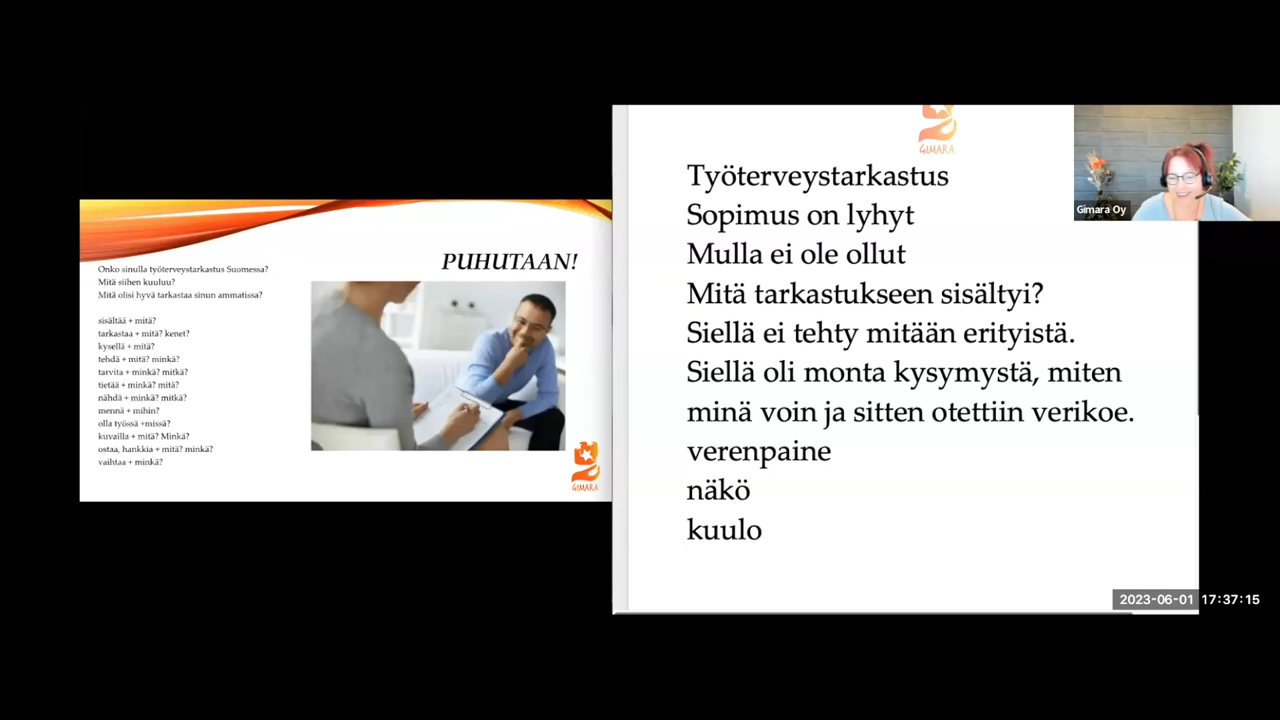 PUHUTAAN!
Onko sinulla työterveystarkastus Suomessa?
Mitä siihen kuuluu?
Mitä olisi hyvä tarkastaa sinun ammatissa?
sisältää + mitä?
tarkastaa + mitä? kenet?
kysellä + mitä?
tehdä + mitä? minkä?
tarvita + minkä? mitkä?
tietää + minkä? mitä?
nähdä + minkä? mitkä?
mennä + mihin?
olla työssä +missä?
kuvailla + mitä? Minkä?
ostaa, hankkia + mitä? minkä?
vaihtaa + minkä?
GIMARA
GIMARA
Työterveystarkastus
Sopimus on lyhyt
Mulla ei ole ollut
Mitä tarkastukseen sisältyi?
Siellä ei tehty mitään erityistä.
Siellä oli monta kysymystä, miten
minä voin ja sitten otettiin verikoe.
verenpaine
näkö
kuulo
Gimara Oy
2023-06-01 17:37:15